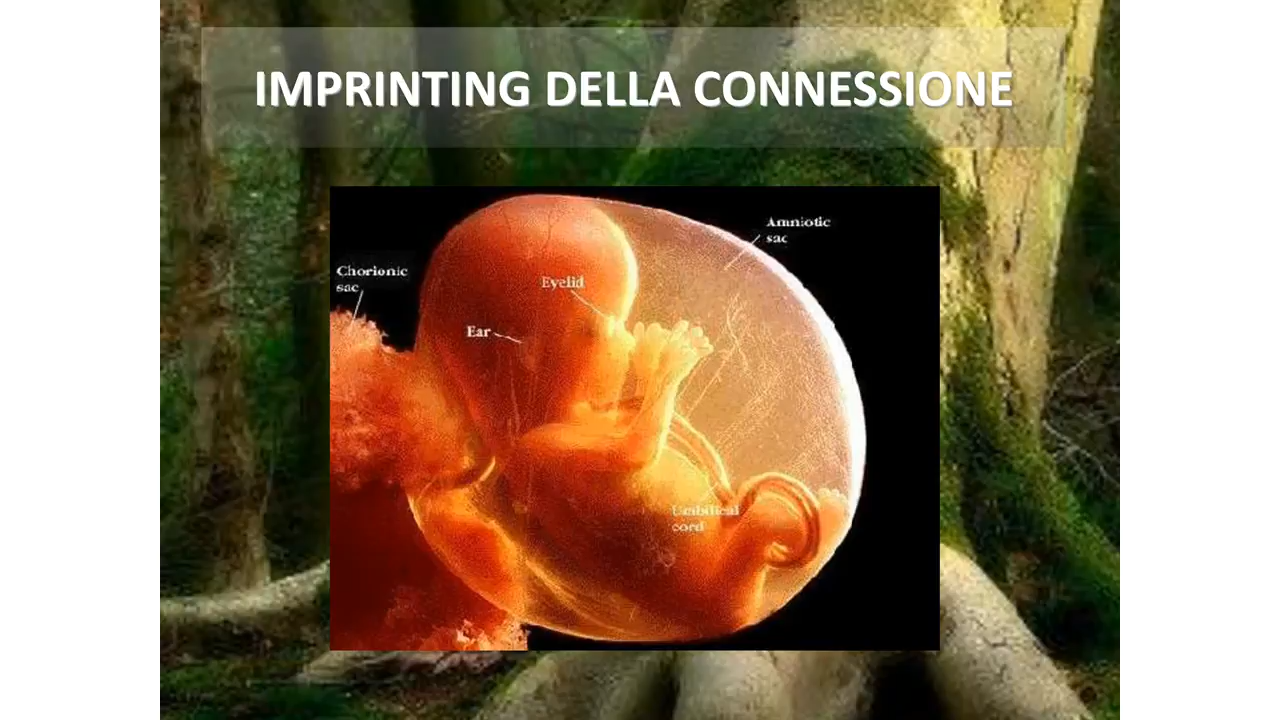 IMPRINTING DELLA CONNESSIONE
Amniotic
sac
Chorionic
sac
Eyelid
Ear
Umbilical
cord